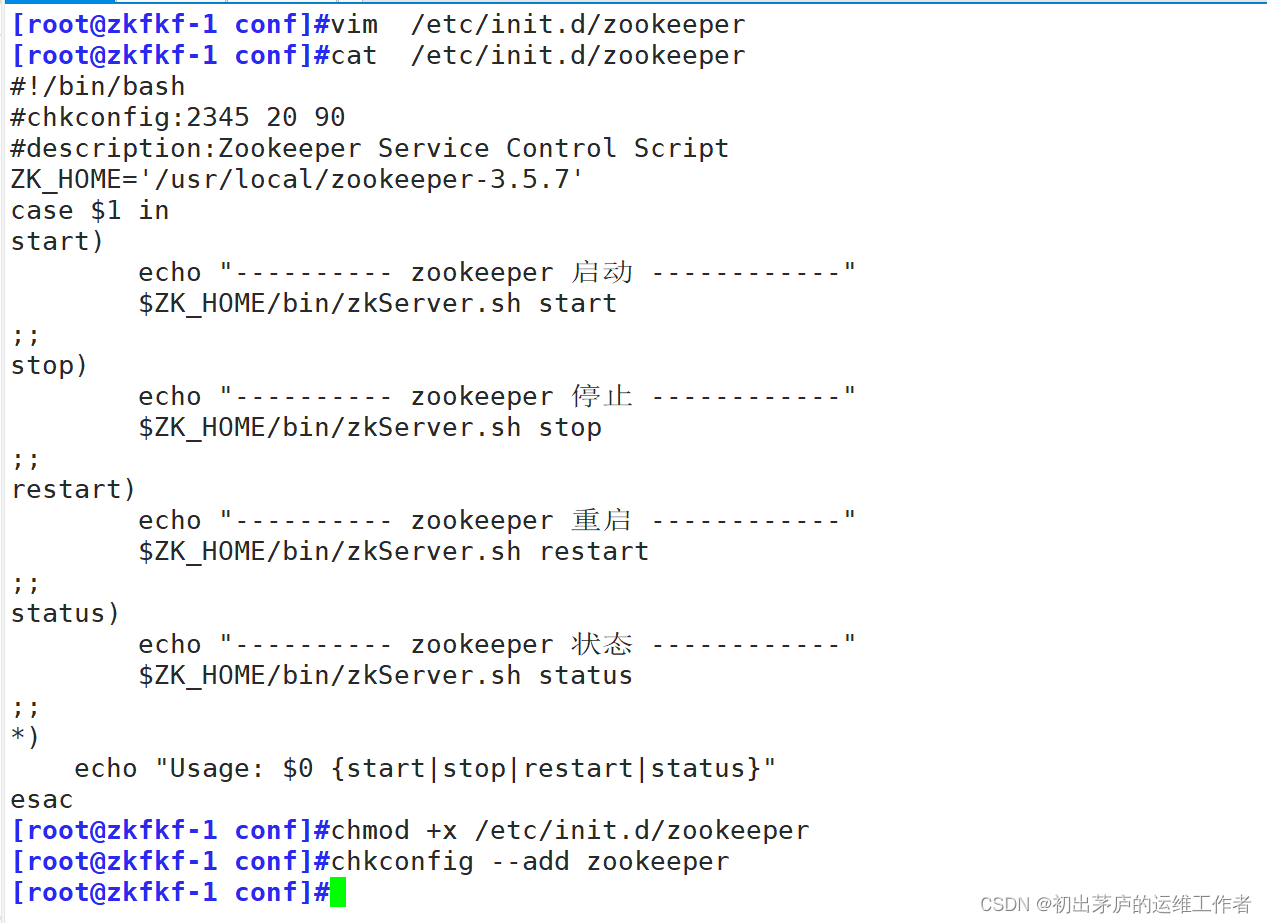 [root@zkfkf-1 conf]#vim  /etc/init.d/zookeeper
[root@zkfkf-1 conf]#cat  /etc/init.d/zookeeper
#!/bin/bash
#chkconfig:2345 20 90
#description:Zookeeper Service Control Script
ZK_HOME='/usr/local/zookeeper-3.5.7'
case $1 in
start)
        echo "---------- zookeeper 启动 ------------"
        $ZK_HOME/bin/zkServer.sh start
;;
stop)
        echo "---------- zookeeper 停止 ------------"
        $ZK_HOME/bin/zkServer.sh stop
;;
restart)
        echo "---------- zookeeper 重启 ------------"
        $ZK_HOME/bin/zkServer.sh restart
;;
status)
        echo "---------- zookeeper 状态 ------------"
        $ZK_HOME/bin/zkServer.sh status
;;
*)
    echo "Usage: $0 {start|stop|restart|status}"
esac
[root@zkfkf-1 conf]#chmod +x /etc/init.d/zookeeper
[root@zkfkf-1 conf]#chkconfig --add zookeeper
[root@zkfkf-1 conf]#
CSDN @初出茅庐的运维工作者